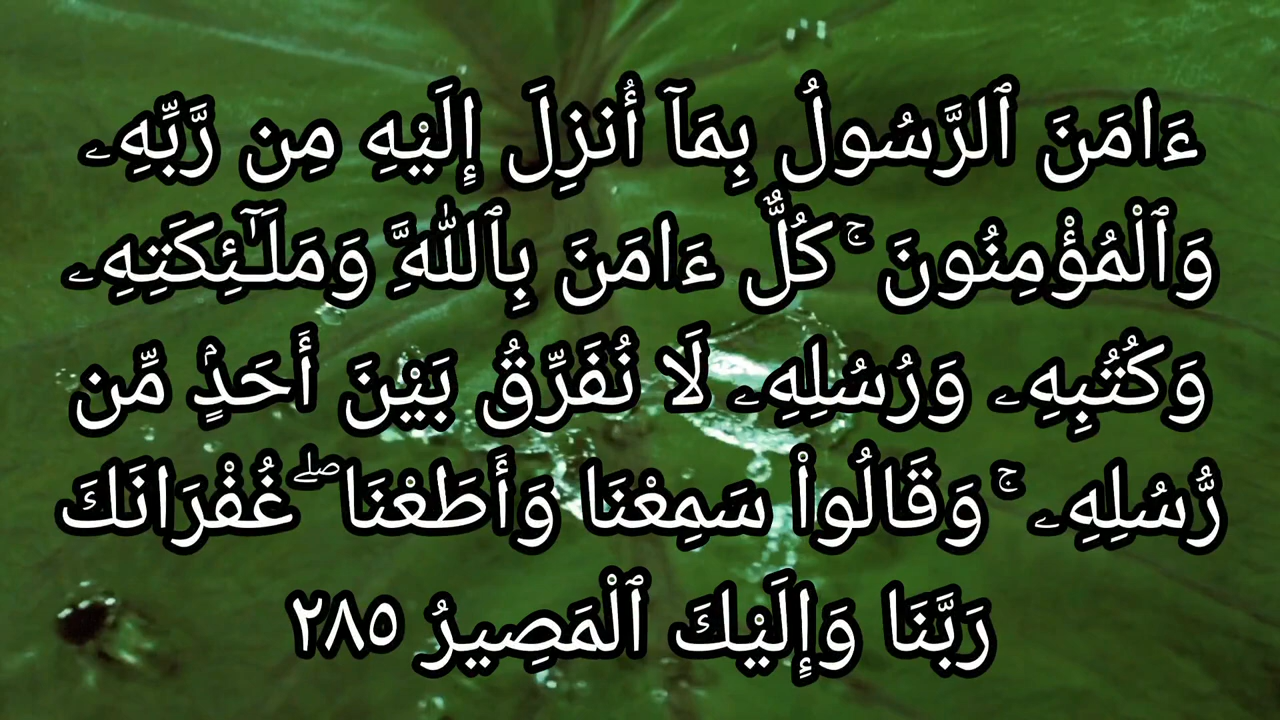 ءَامَنَ ٱلرَّسُولُ بِمَآ أُنزِلَ إِلَيْهِ مِن رَّبِّهِۦ
وَٱلْمُؤْمِنُونَ ۚ كُلٌّ ءَامَنَ بِٱللَّهِ وَمَلَـٰٓئِكَتِهِۦ
وَكُتُبِهِۦ وَرُسُلِهِۦ لَا نُفَرِّقُ بَيْنَ أَحَدٍۢ مِّن
رُّسُلِهِۦ ۚ وَقَالُوا۟ سَمِعْنَا وَأَطَعْنَا ۖ غُفْرَانَكَ
رَبَّنَا وَإِلَيْكَ ٱلْمَصِيرُ ٢٨٥